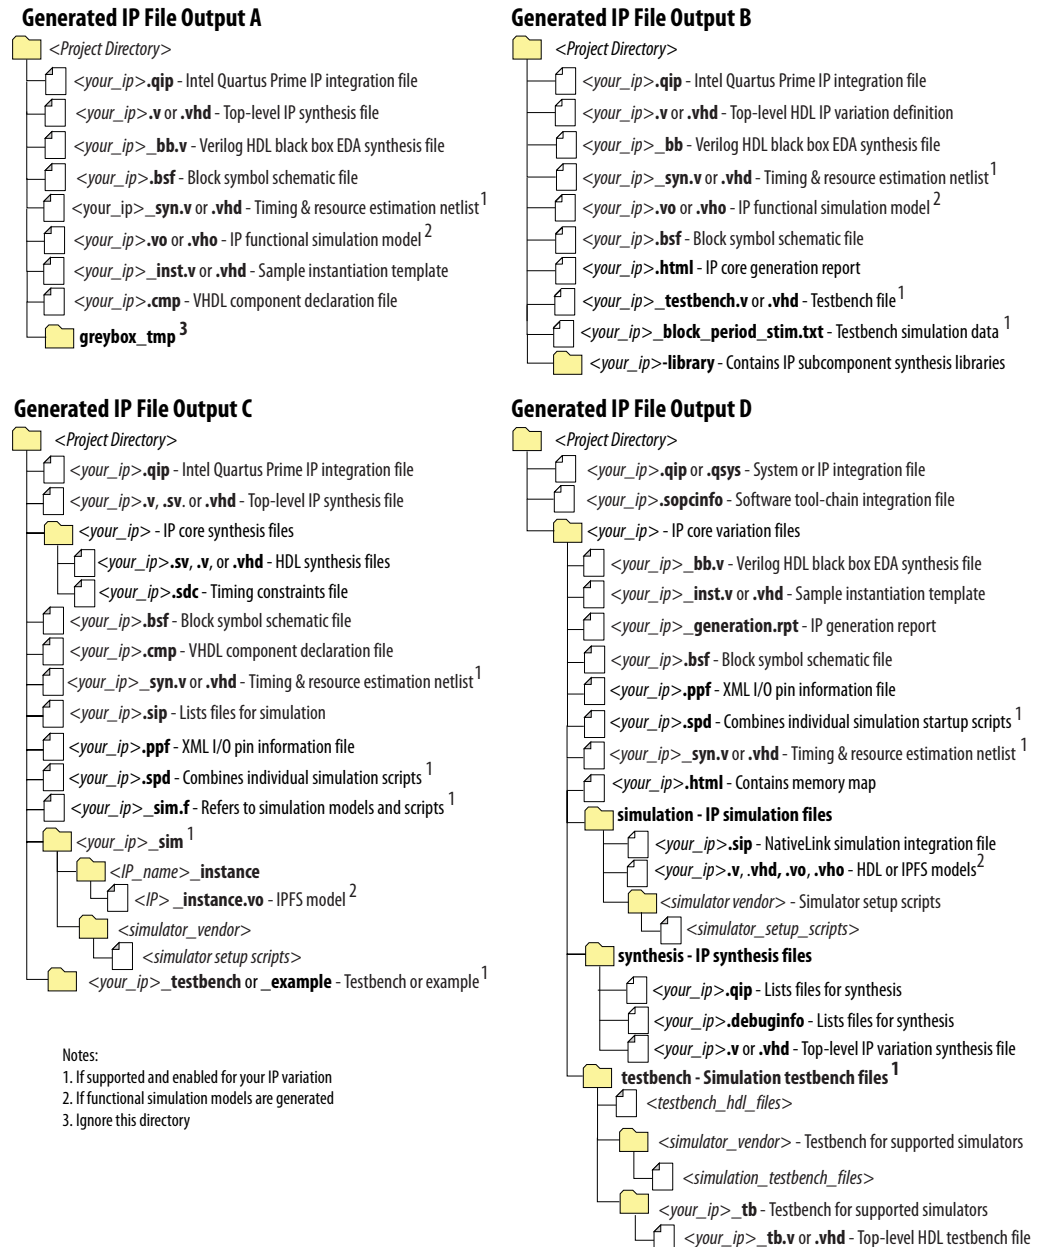 Generated IP File Output A
<Project Directory>
<your_ip>.qip - Intel Quartus Prime IP integration file
<your_ip>.v or .vhd - Top-level IP synthesis file
<your_ip>_bb.v - Verilog HDL black box EDA synthesis file
<your_ip>.bsf - Block symbol schematic file
<your_ip>_syn.v or .vhd - Timing & resource estimation netlist 1
<your_ip>.vo or .vho - IP functional simulation model 2
<your_ip>_inst.v or .vhd - Sample instantiation template
<your_ip>.cmp - VHDL component declaration file
greybox_tmp 3
Generated IP File Output B
<Project Directory>
<your_ip>.qip - Intel Quartus Prime IP integration file
<your_ip>.v or .vhd - Top-level HDL IP variation definition
<your_ip>_bb - Verilog HDL black box EDA synthesis file
<your_ip>_syn.v or .vhd - Timing & resource estimation netlist 1
<your_ip>.vo or .vho - IP functional simulation model 2
<your_ip>.bsf - Block symbol schematic file
<your_ip>.html - IP core generation report
<your_ip>_testbench.v or .vhd - Testbench file 1
<your_ip>_block_period_stim.txt - Testbench simulation data 1
<your_ip>-library - Contains IP subcomponent synthesis libraries
Generated IP File Output C
<Project Directory>
<your_ip>.qip - Intel Quartus Prime IP integration file
<your_ip>.v, .sv. or .vhd - Top-level IP synthesis file
<your_ip> - IP core synthesis files
<your_ip>.sv, .v, or .vhd - HDL synthesis files
<your_ip>.sdc - Timing constraints file
<your_ip>.bsf - Block symbol schematic file
<your_ip>.cmp - VHDL component declaration file
<your_ip>_syn.v or .vhd - Timing & resource estimation netlist 1
<your_ip>.sip - Lists files for simulation
<your_ip>.ppf - XML I/O pin information file
<your_ip>.spd - Combines individual simulation scripts 1
<your_ip>_sim.f - Refers to simulation models and scripts 1
<your_ip>_sim 1
<IP_name>_instance
<IP>_instance.vo - IPFS model 2
<simulator_vendor>
<simulator setup scripts>
<your_ip>_testbench or _example - Testbench or example 1
Notes:
1. If supported and enabled for your IP variation
2. If functional simulation models are generated
3. Ignore this directory
Generated IP File Output D
<Project Directory>
<your_ip>.qip or .qsys - System or IP integration file
<your_ip>.sopcinfo - Software tool-chain integration file
<your_ip> - IP core variation files
<your_ip>_bb.v - Verilog HDL black box EDA synthesis file
<your_ip>_inst.v or .vhd - Sample instantiation template
<your_ip>_generation.rpt - IP generation report
<your_ip>.bsf - Block symbol schematic file
<your_ip>.ppf - XML I/O pin information file
<your_ip>.spd - Combines individual simulation startup scripts 1
<your_ip>_syn.v or .vhd - Timing & resource estimation netlist 1
<your_ip>.html - Contains memory map
simulation - IP simulation files
<your_ip>.sip - NativeLink simulation integration file
<your_ip>.v, .vhd, .vo, .vho - HDL or IPFS models 2
<simulator vendor> - Simulator setup scripts
<simulator_setup_scripts>
synthesis - IP synthesis files
<your_ip>.qip - Lists files for synthesis
<your_ip>.debuginfo - Lists files for synthesis
<your_ip>.v or .vhd - Top-level IP variation synthesis file
testbench - Simulation testbench files 1
<testbench_hdl_files>
<simulator_vendor> - Testbench for supported simulators
<simulation_testbench_files>
<your_ip>_tb - Testbench for supported simulators
<your_ip>_tb.v or .vhd - Top-level HDL testbench file